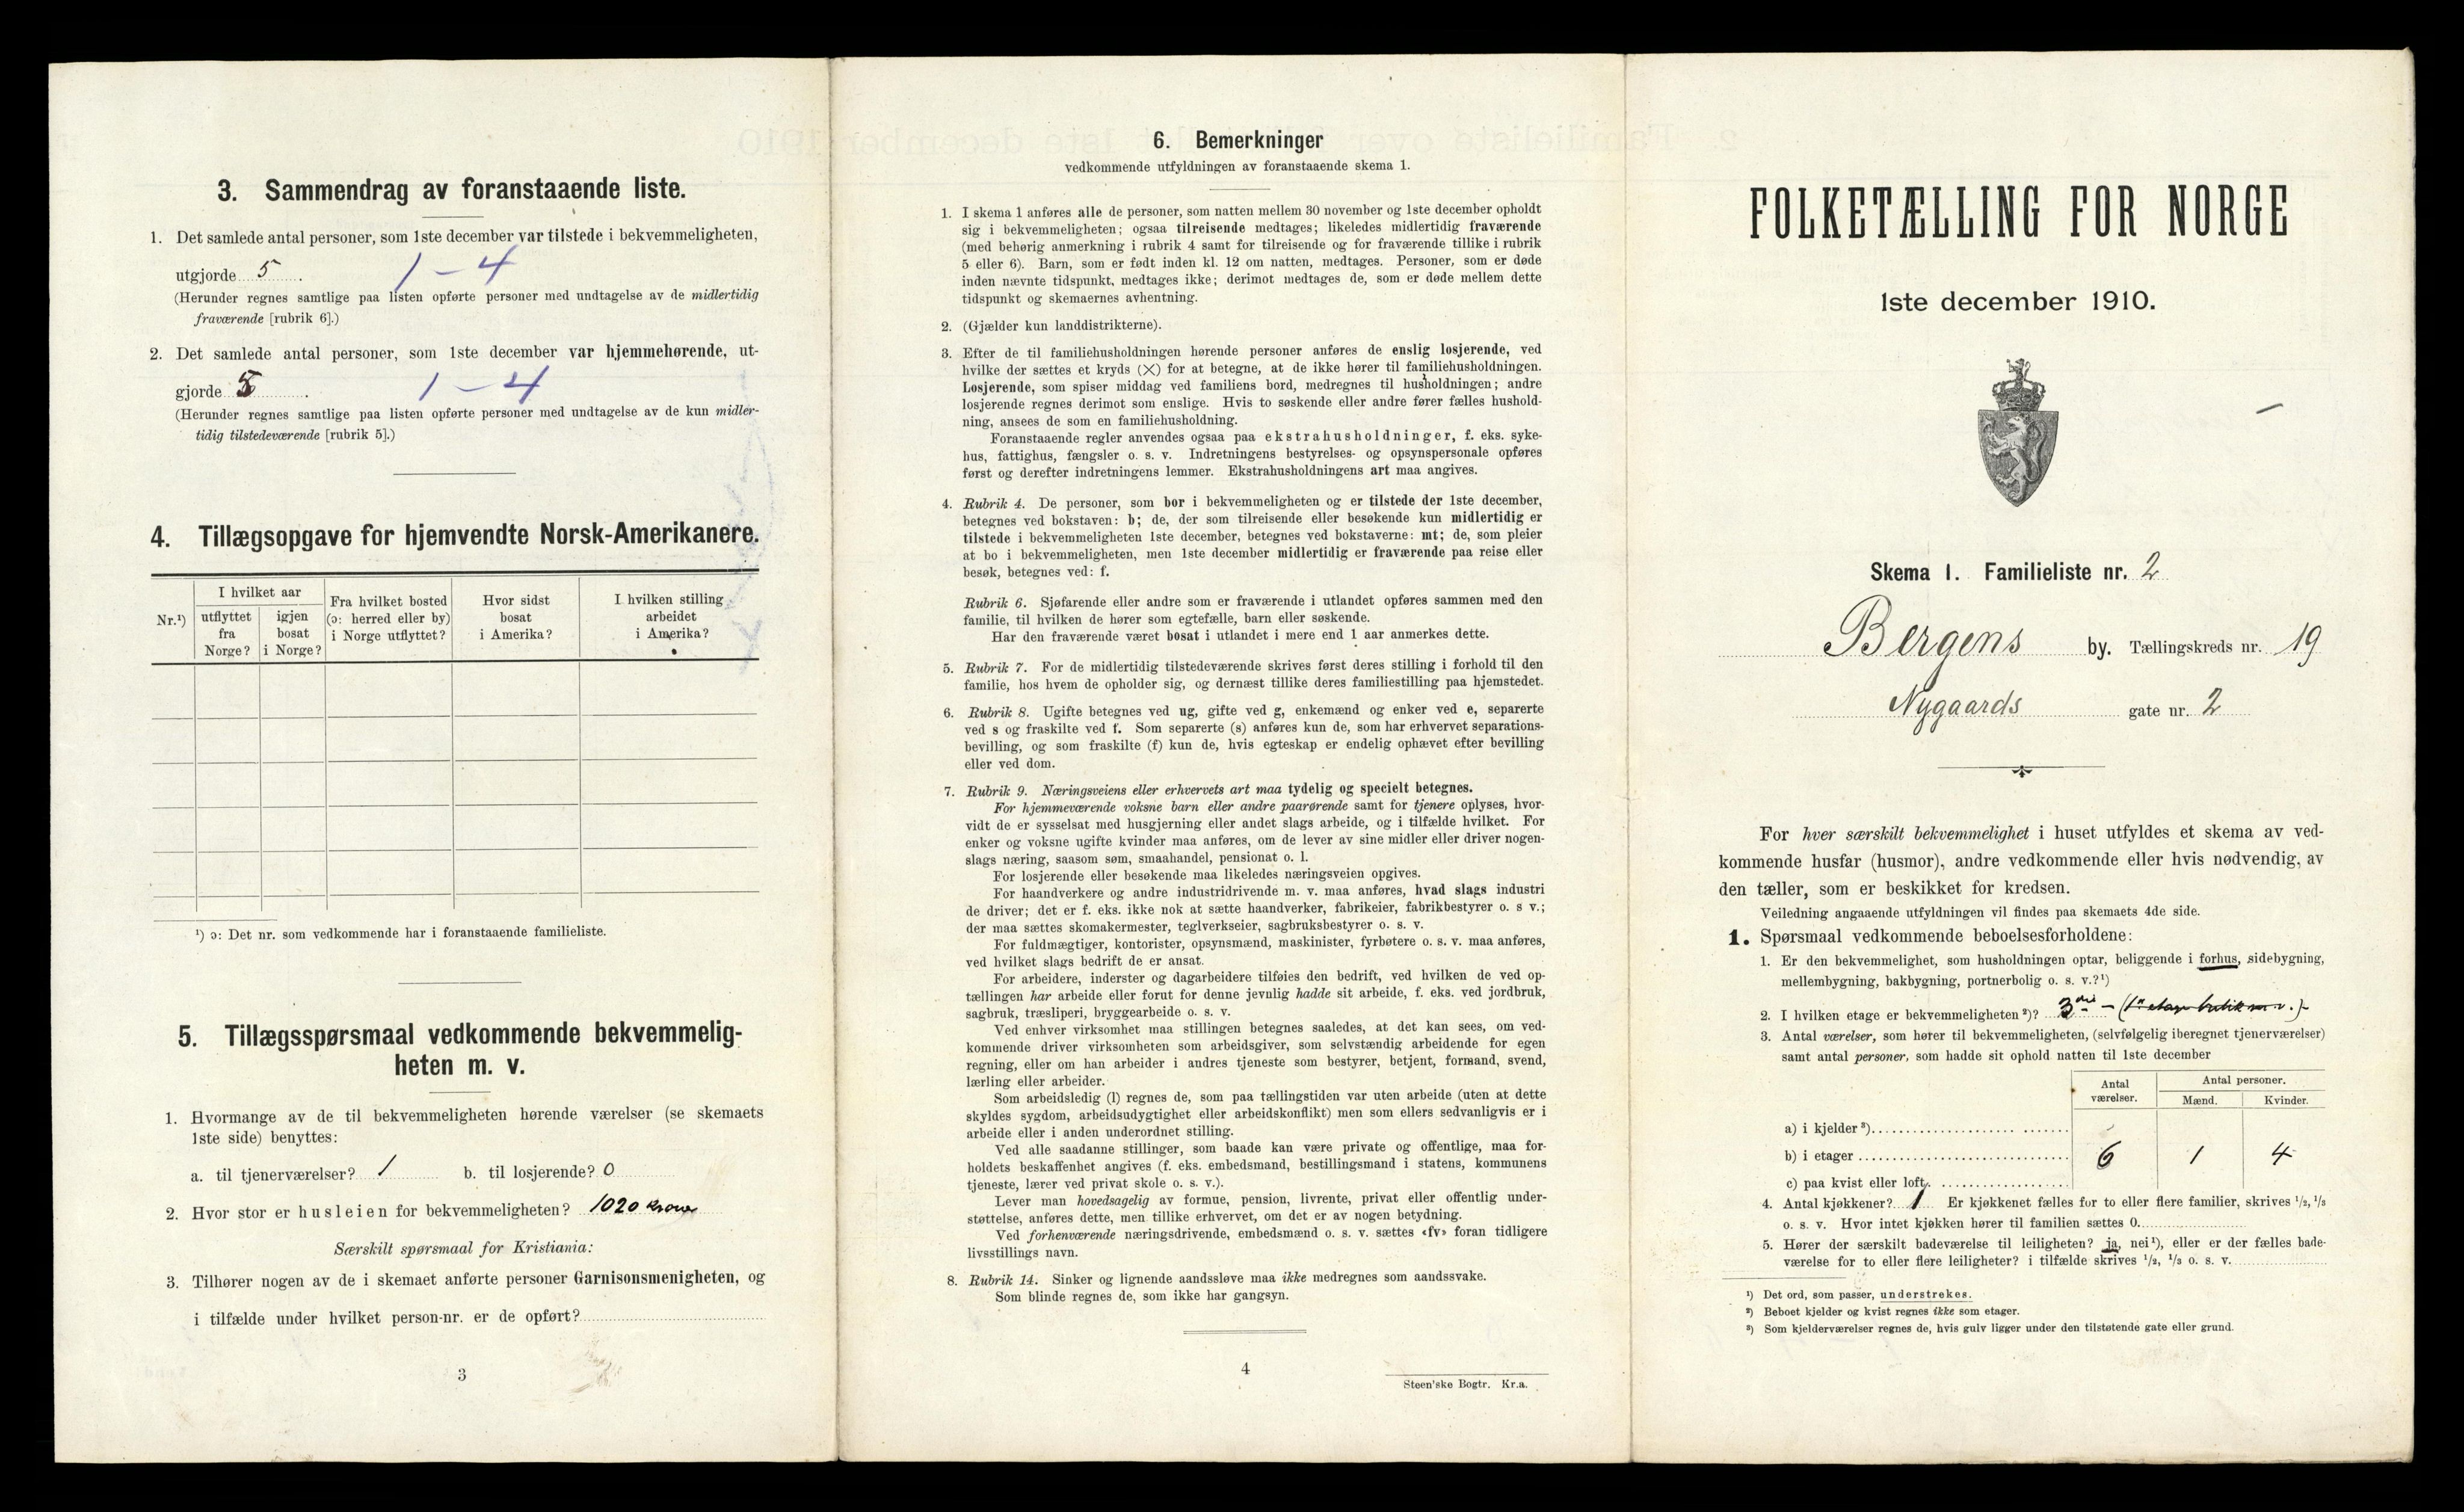 3. Sammendrag av foranstaaende liste.
1. Det samlede antal personer, som 1ste december var tilstede i bekvemmeligheten,
utgjorde 5. 1 – 4
(Herunder regnes samtlige paa listen opførte personer med undtagelse av de midlertidig
fraværende [rubrik 6].)
2. Det samlede antal personer, som 1ste december var hjemmehørende, ut-
gjorde 5. 1 – 4
(Herunder regnes samtlige paa listen opførte personer med undtagelse av de kun midler-
tidig tilstedeværende [rubrik 5].)
4. Tillægsopgave for hjemvendte Norsk-Amerikanere.
Nr.¹)
I hvilket aar
utflyttet fra Norge?
igjen bosat i Norge?
Fra hvilket bosted (ɔ: herred eller by) i Norge utflyttet?
Hvor sidst bosat i Amerika?
I hvilken stilling arbeidet i Amerika?
¹) ɔ: Det nr. som vedkommende har i foranstaaende familieliste.
5. Tillægsspørsmaal vedkommende bekvemmelig-
heten m. v.
1. Hvormange av de til bekvemmeligheten hørende værelser (se skemaets
1ste side) benyttes:
a. til tjenerværelser? 1 b. til losjerende? 0
2. Hvor stor er husleien for bekvemmeligheten? 1020 kroner
Særskilt spørsmaal for Kristiania:
3. Tilhører nogen av de i skemaet anførte personer Garnisonsmenigheten, og
i tilfælde under hvilket person-nr. er de opført?
3
6. Bemerkninger
vedkommende utfyldningen av foranstaaende skema 1.
1. I skema 1 anføres alle de personer, som natten mellem 30 november og 1ste december opholdt
sig i bekvemmeligheten; ogsaa tilreisende medtages; likeledes midlertidig fraværende
(med behørig anmerkning i rubrik 4 samt for tilreisende og for fraværende tillike i rubrik
5 eller 6). Barn, som er født inden kl. 12 om natten, medtages. Personer, som er døde
inden nævnte tidspunkt, medtages ikke; derimot medtages de, som er døde mellem dette
tidspunkt og skemaernes avhentning.
2. (Gjælder kun landdistrikterne).
3. Efter de til familiehusholdningen hørende personer anføres de enslig losjerende, ved
hvilke der sættes et kryds (×) for at betegne, at de ikke hører til familiehusholdningen.
Losjerende, som spiser middag ved familiens bord, medregnes til husholdningen; andre
losjerende regnes derimot som enslige. Hvis to søskende eller andre fører fælles hushold-
ning, ansees de som en familiehusholdning.
Foranstaaende regler anvendes ogsaa paa ekstrahusholdninger, f. eks. syke-
hus, fattighus, fængsler o. s. v. Indretningens bestyrelses- og opsynspersonale opføres
først og derefter indretningens lemmer. Ekstrahusholdningens art maa angives.
4. Rubrik 4. De personer, som bor i bekvemmeligheten og er tilstede der 1ste december,
betegnes ved bokstaven: b; de, der som tilreisende eller besøkende kun midlertidig er
tilstede i bekvemmeligheten 1ste december, betegnes ved bokstaverne: mt; de, som pleier
at bo i bekvemmeligheten, men 1ste december midlertidig er fraværende paa reise eller
besøk, betegnes ved: f.
Rubrik 6. Sjøfarende eller andre som er fraværende i utlandet opføres sammen med den
familie, til hvilken de hører som egtefælle, barn eller søskende.
Har den fraværende været bosat i utlandet i mere end 1 aar anmerkes dette.
5. Rubrik 7. For de midlertidig tilstedeværende skrives først deres stilling i forhold til den
familie, hos hvem de opholder sig, og dernæst tillike deres familiestilling paa hjemstedet.
6. Rubrik 8. Ugifte betegnes ved ug, gifte ved g, enkemænd og enker ved e, separerte
ved s og fraskilte ved f. Som separerte (s) anføres kun de, som har erhvervet separations-
bevilling, og som fraskilte (f) kun de, hvis egteskap er endelig ophævet efter bevilling
eller ved dom.
7. Rubrik 9. Næringsveiens eller erhvervets art maa tydelig og specielt betegnes.
For hjemmeværende voksne barn eller andre paarørende samt for tjenere oplyses, hvor-
vidt de er sysselsat med husgjerning eller andet slags arbeide, og i tilfælde hvilket. For
enker og voksne ugifte kvinder maa anføres, om de lever av sine midler eller driver nogen-
slags næring, saasom søm, smaahandel, pensionat o. l.
For losjerende eller besøkende maa likeledes næringsveien opgives.
For haandverkere og andre industridrivende m. v. maa anføres, hvad slags industri
de driver; det er f. eks. ikke nok at sætte haandverker, fabrikeier, fabrikbestyrer o. s v.;
der maa sættes skomakermester, teglverkseier, sagbruksbestyrer o. s. v.
For fuldmægtiger, kontorister, opsynsmænd, maskinister, fyrbøtere o. s. v. maa anføres,
ved hvilket slags bedrift de er ansat.
For arbeidere, inderster og dagarbeidere tilføies den bedrift, ved hvilken de ved op-
tællingen har arbeide eller forut for denne jevnlig hadde sit arbeide, f. eks. ved jordbruk,
sagbruk, træsliperi, bryggearbeide o. s. v.
Ved enhver virksomhet maa stillingen betegnes saaledes, at det kan sees, om ved-
kommende driver virksomheten som arbeidsgiver, som selvstændig arbeidende for egen
regning, eller om han arbeider i andres tjeneste som bestyrer, betjent, formand, svend,
lærling eller arbeider.
Som arbeidsledig (l) regnes de, som paa tællingstiden var uten arbeide (uten at dette
skyldes sygdom, arbeidsudygtighet eller arbeidskonflikt) men som ellers sedvanligvis er i
arbeide eller i anden underordnet stilling.
Ved alle saadanne stillinger, som baade kan være private og offentlige, maa for-
holdets beskaffenhet angives (f. eks. embedsmand, bestillingsmand i statens, kommunens
tjeneste, lærer ved privat skole o. s. v.).
Lever man hovedsagelig av formue, pension, livrente, privat eller offentlig under-
støttelse, anføres dette, men tillike erhvervet, om det er av nogen betydning.
Ved forhenværende næringsdrivende, embedsmænd o. s. v. sættes «fv» foran tidligere
livsstillings navn.
8. Rubrik 14. Sinker og lignende aandssløve maa ikke medregnes som aandssvake.
Som blinde regnes de, som ikke har gangsyn.
4
Steen'ske Bogtr. Kr.a.
FOLKETÆLLING FOR NORGE
1ste december 1910.
Skema 1. Familieliste nr. 2
Bergens by. Tællingskreds nr. 19
Nygaards gate nr. 2
For hver særskilt bekvemmelighet i huset utfyldes et skema av ved-
kommende husfar (husmor), andre vedkommende eller hvis nødvendig, av
den tæller, som er beskikket for kredsen.
Veiledning angaaende utfyldningen vil findes paa skemaets 4de side.
1. Spørsmaal vedkommende beboelsesforholdene:
1. Er den bekvemmelighet, som husholdningen optar, beliggende i forhus, sidebygning,
mellembygning, bakbygning, portnerbolig o. s. v.?¹)
2. I hvilken etage er bekvemmeligheten²)? 3die – (1ste etage butik m. v.)
3. Antal værelser, som hører til bekvemmeligheten, (selvfølgelig iberegnet tjenerværelser)
samt antal personer, som hadde sit ophold natten til 1ste december
Antal værelser. Antal personer.
Mænd. Kvinder.
a) i kjelder³)
b) i etager 6 1 4
c) paa kvist eller loft
4. Antal kjøkkener? 1 Er kjøkkenet fælles for to eller flere familier, skrives ¹/₂, ¹/₃
o. s. v. Hvor intet kjøkken hører til familien sættes 0.
5. Hører der særskilt badeværelse til leiligheten? ja, nei¹), eller er der fælles bade-
værelse for to eller flere leiligheter? i tilfælde skrives ¹/₂, ¹/₃ o. s. v.
¹) Det ord, som passer, understrekes.
²) Beboet kjelder og kvist regnes ikke som etager.
³) Som kjelderværelser regnes de, hvis gulv ligger under den tilstøtende gate eller grund.